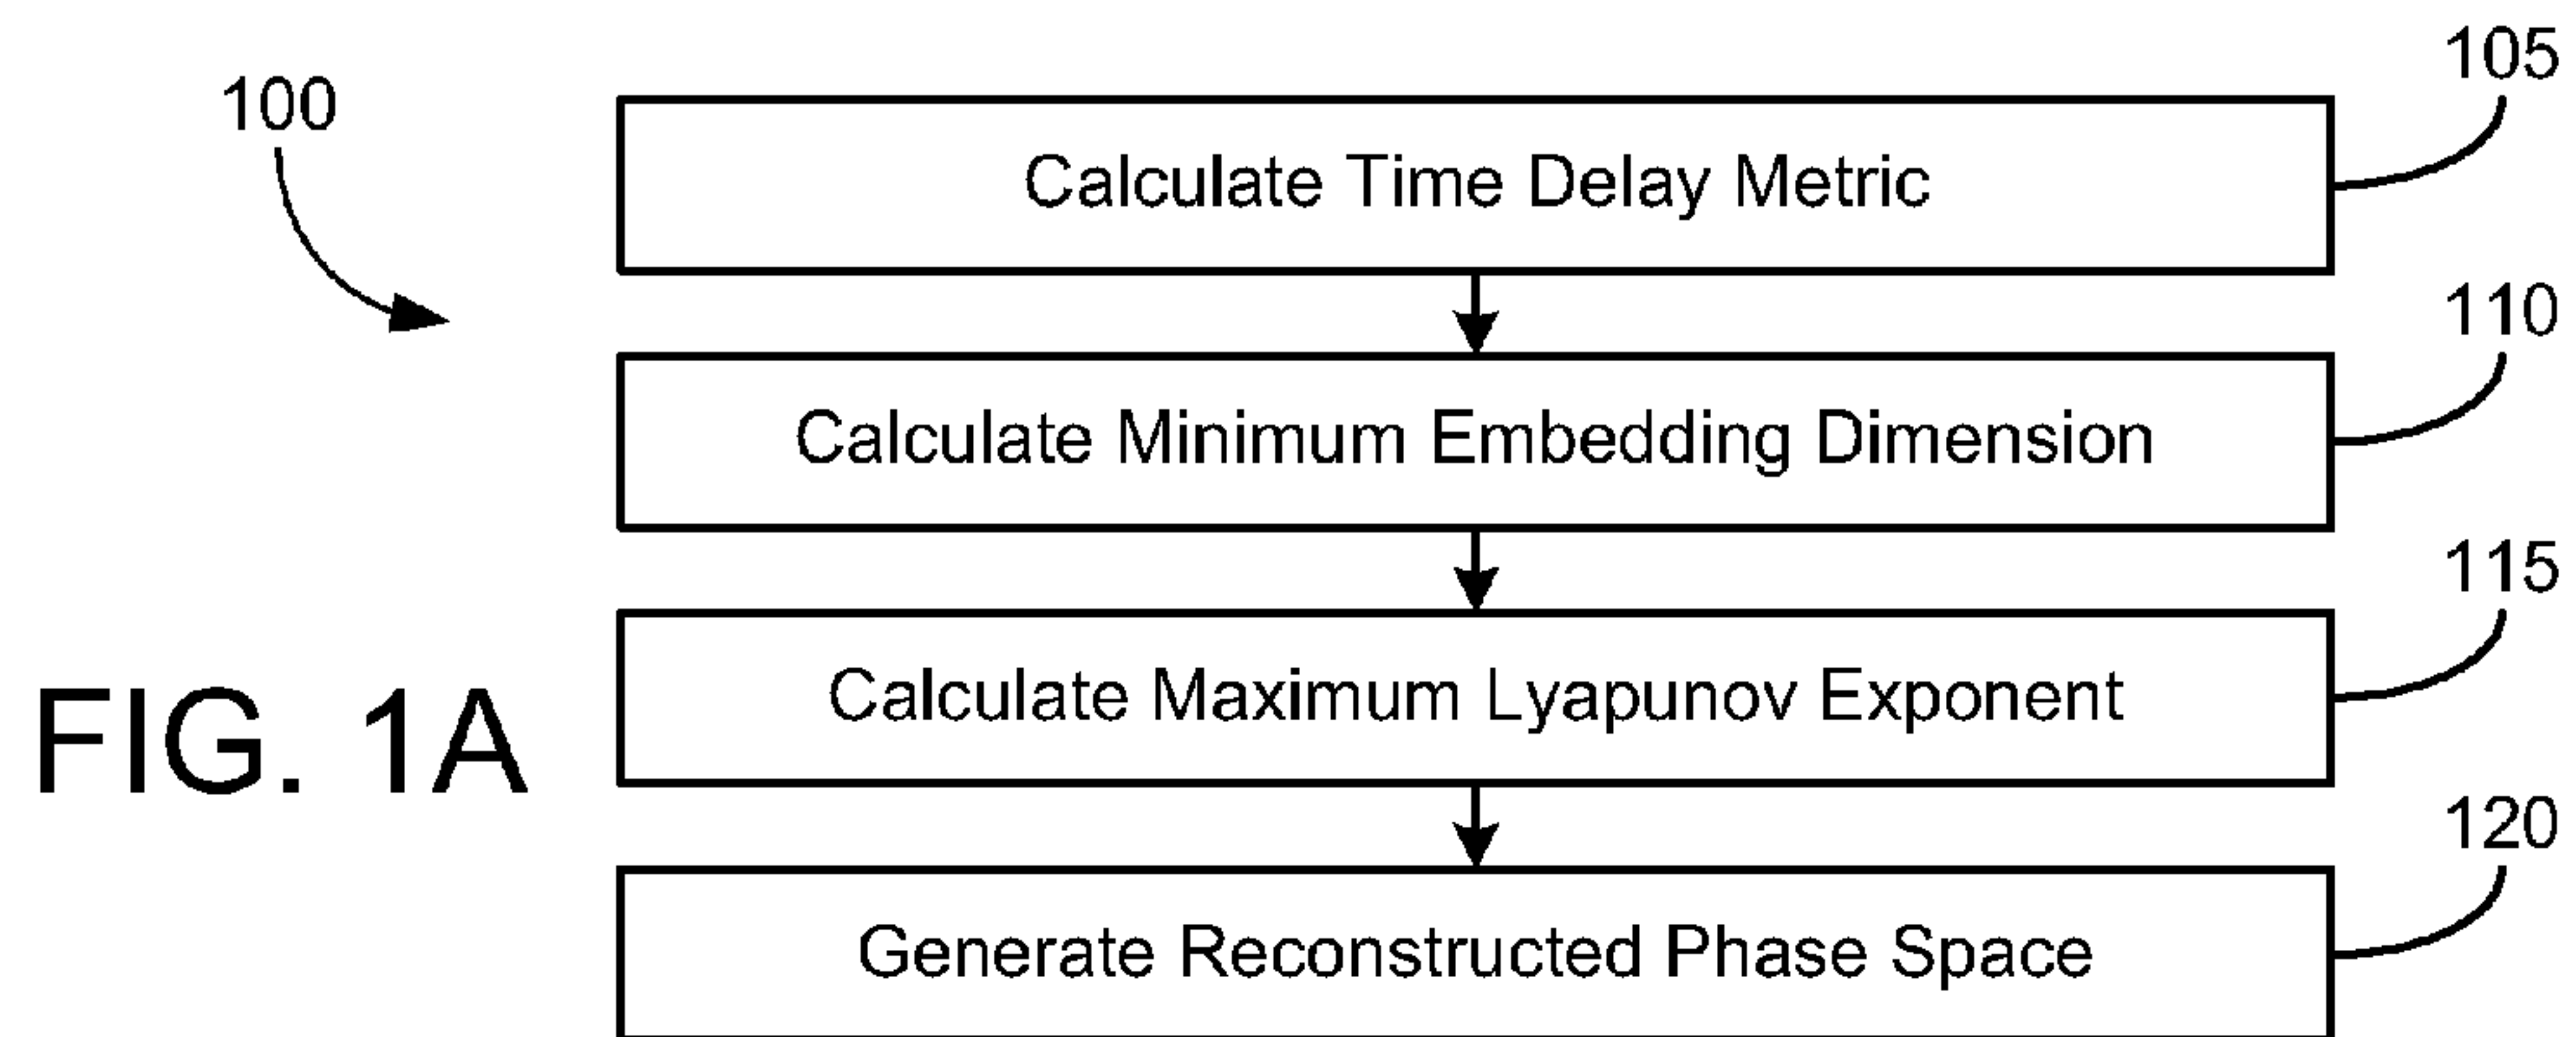 105
100
Calculate Time Delay Metric
110
Calculate Minimum Embedding Dimension
115
Calculate Maximum Lyapunov Exponent
FIG. 1A
120
Generate Reconstructed Phase Space